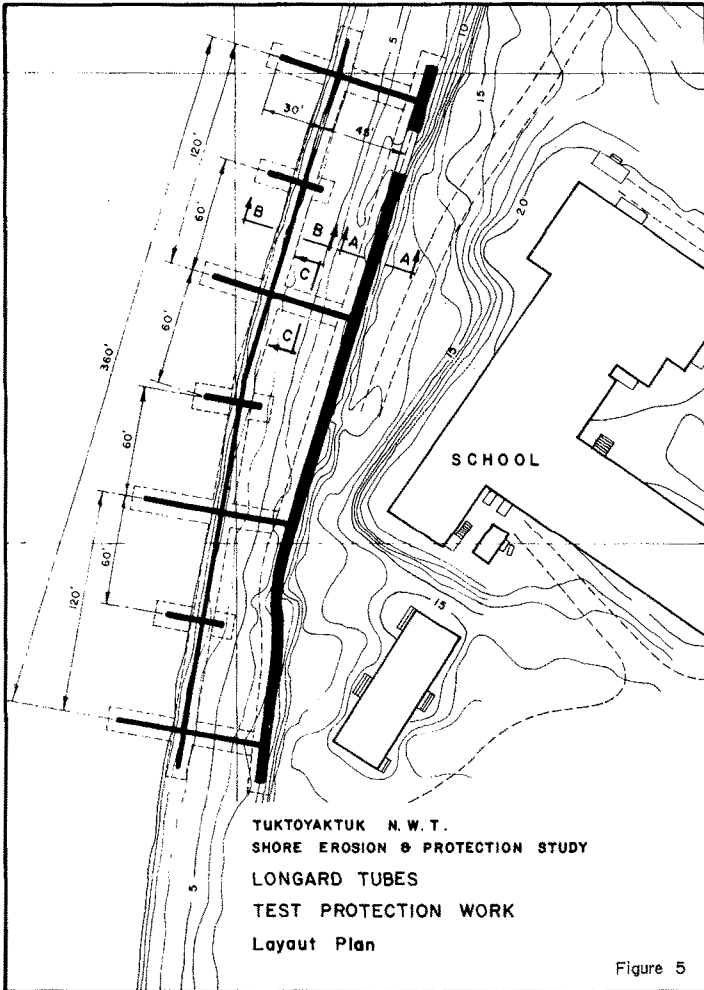 5
10
15
20
30'
45'
120'
60'
B
B
A
A
C
60'
C
360'
15
SCHOOL
60'
60'
120'
15
5
TUKTOYAKTUK N.W.T.
SHORE EROSION & PROTECTION STUDY
LONGARD TUBES
TEST PROTECTION WORK
Layaut Plan
Figure 5